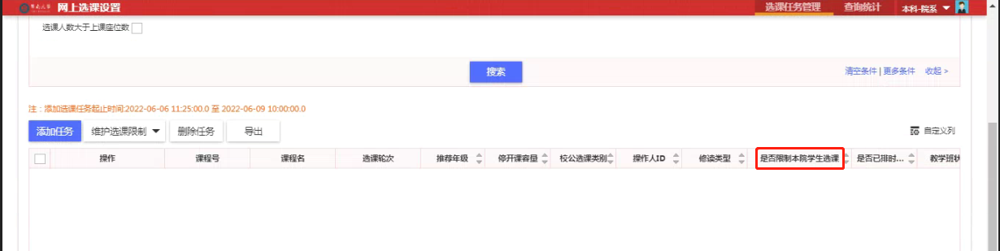 网上选课设置 选课任务管理 查询统计 本科-院系
选课人数大于上课座位数
搜索 清空条件 | 更多条件 收起 >
注：添加选课任务起止时间:2022-06-06 11:25:00.0 至 2022-06-09 10:00:00.0
添加任务 维护选课限制 删除任务 导出 自定义列
操作 课程号 课程名 选课轮次 推荐年级 停开课容量 校公选课类别 操作人ID 修读类型 是否限制本院学生选课 是否已排时... 教学班状